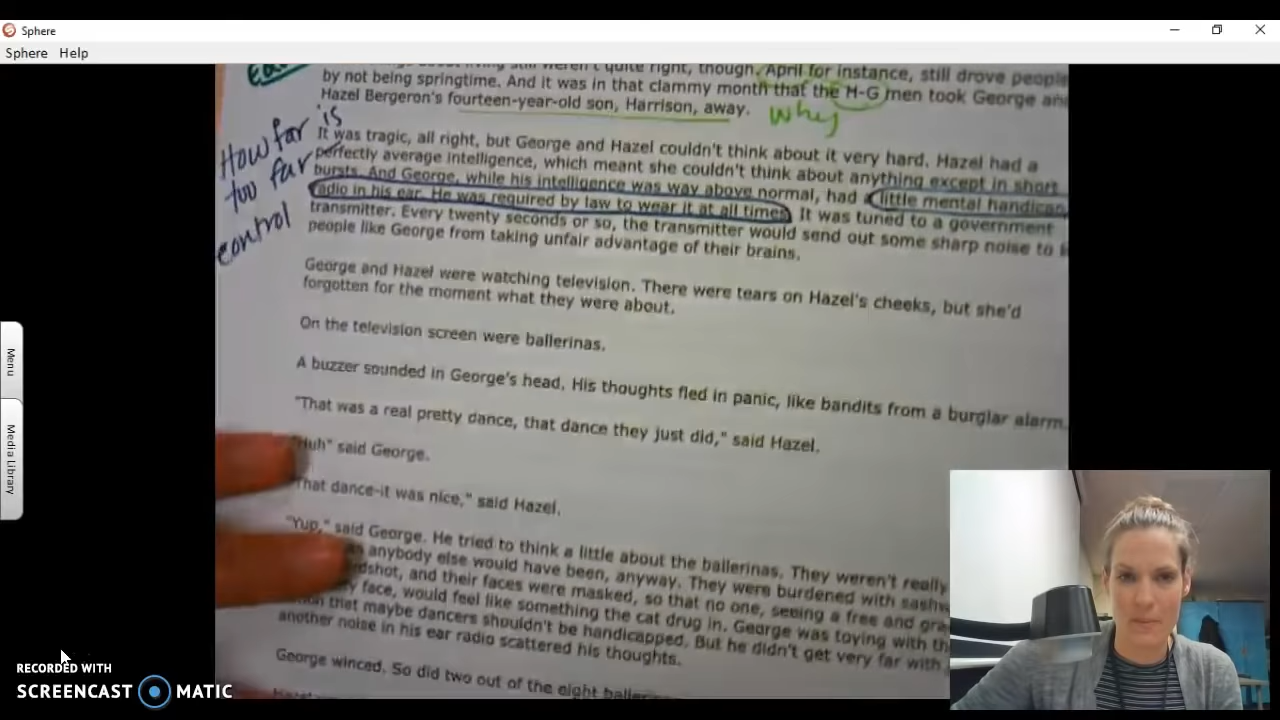 Sphere
Sphere Help
weren't quite right, though. April for instance, still drove people
by not being springtime. And it was in that clammy month that the H-G men took George and
Hazel Bergeron's fourteen-year-old son, Harrison, away.
why
How far is
too far
control
It was tragic, all right, but George and Hazel couldn't think about it very hard. Hazel had a
perfectly average intelligence, which meant she couldn't think about anything except in short
bursts. And George, while his intelligence was way above normal, had a little mental handicap
radio in his ear. He was required by law to wear it at all times. It was tuned to a government
transmitter. Every twenty seconds or so, the transmitter would send out some sharp noise to
people like George from taking unfair advantage of their brains.
George and Hazel were watching television. There were tears on Hazel's cheeks, but she'd
forgotten for the moment what they were about.
On the television screen were ballerinas.
A buzzer sounded in George's head. His thoughts fled in panic, like bandits from a burglar alarm.
"That was a real pretty dance, that dance they just did," said Hazel.
"Huh" said George.
"That dance-it was nice," said Hazel.
"Yup," said George. He tried to think a little about the ballerinas. They weren't really
anybody else would have been, anyway. They were burdened with
and their faces were masked, so that no one, seeing a free and
face, would feel like something the cat drug in. George was toying with
that maybe dancers shouldn't be handicapped. But he didn't get very far with
another noise in his ear radio scattered his thoughts.
George winced. So did two out of the eight
Menu
Media Library
RECORDED WITH
SCREENCAST MATIC